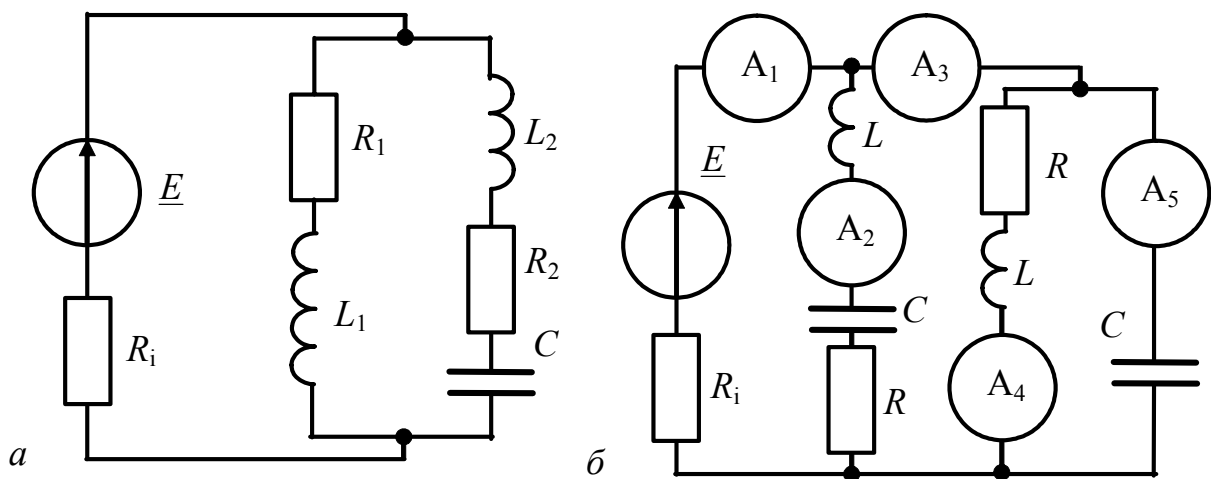 E
R₁
L₂
R₂
L₁
C
Rᵢ
а
A₁
A₃
E
L
R
A₂
A₅
C
L
C
Rᵢ
R
A₄
б